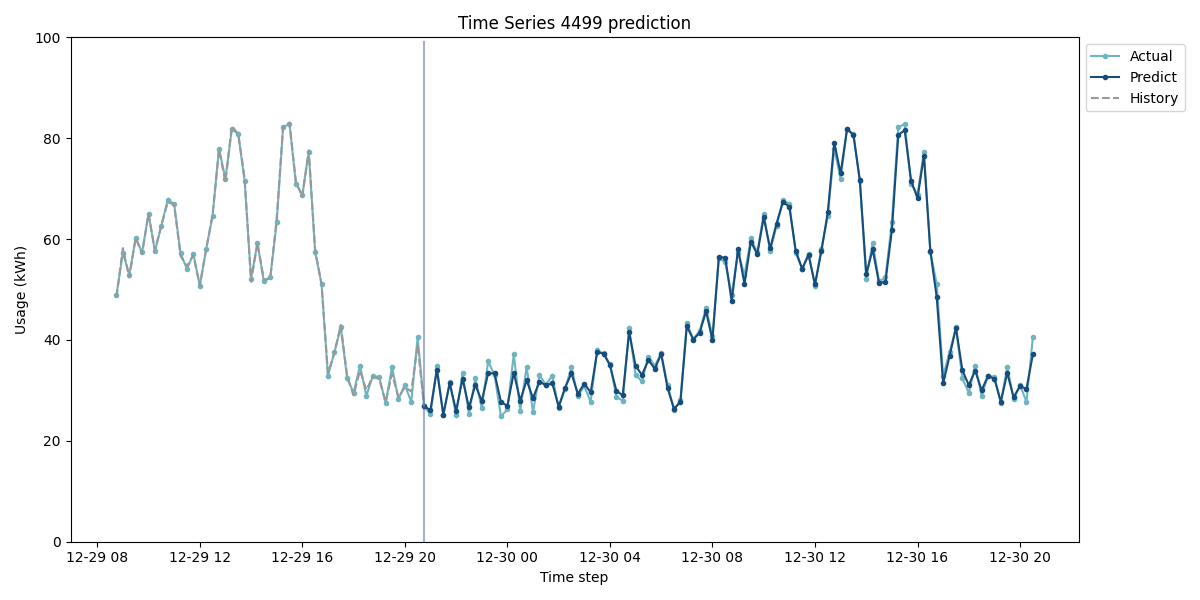 Time Series 4499 prediction
Actual
Predict
History
Usage (kWh)
100
80
60
40
20
0
12-29 08
12-29 12
12-29 16
12-29 20
12-30 00
12-30 04
12-30 08
12-30 12
12-30 16
12-30 20
Time step